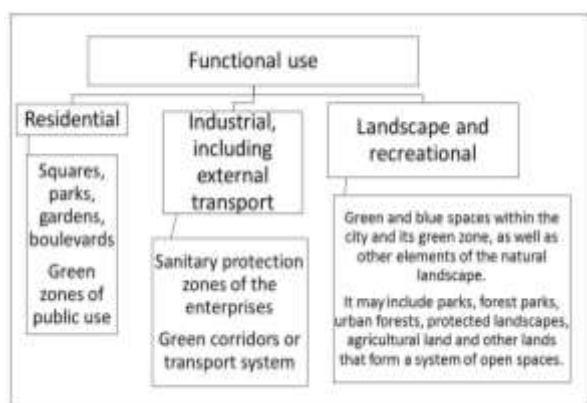 Functional use
Residential
Squares,
parks,
gardens,
boulevards
Green
zones of
public use
Industrial,
including
external
transport
Sanitary protection
zones of the
enterprises
Green corridors or
transport system
Landscape and
recreational
Green and blue spaces within the
city and its green zone, as well as
other elements of the natural
landscape.
It may include parks, forest parks,
urban forests, protected landscapes,
agricultural land and other lands
that form a system of open spaces.